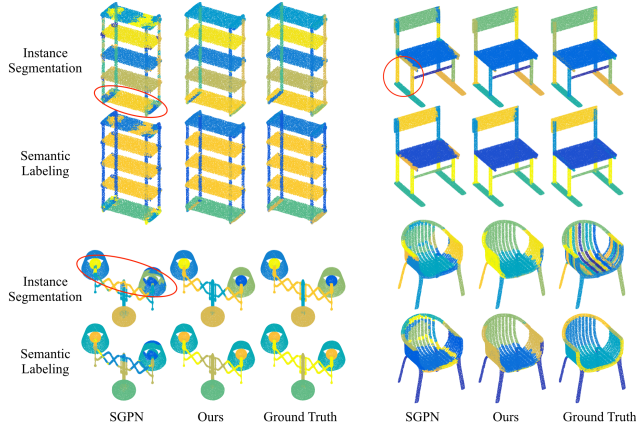 Instance
Segmentation
Semantic
Labeling
Instance
Segmentation
Semantic
Labeling
SGPN Ours Ground Truth SGPN Ours Ground Truth